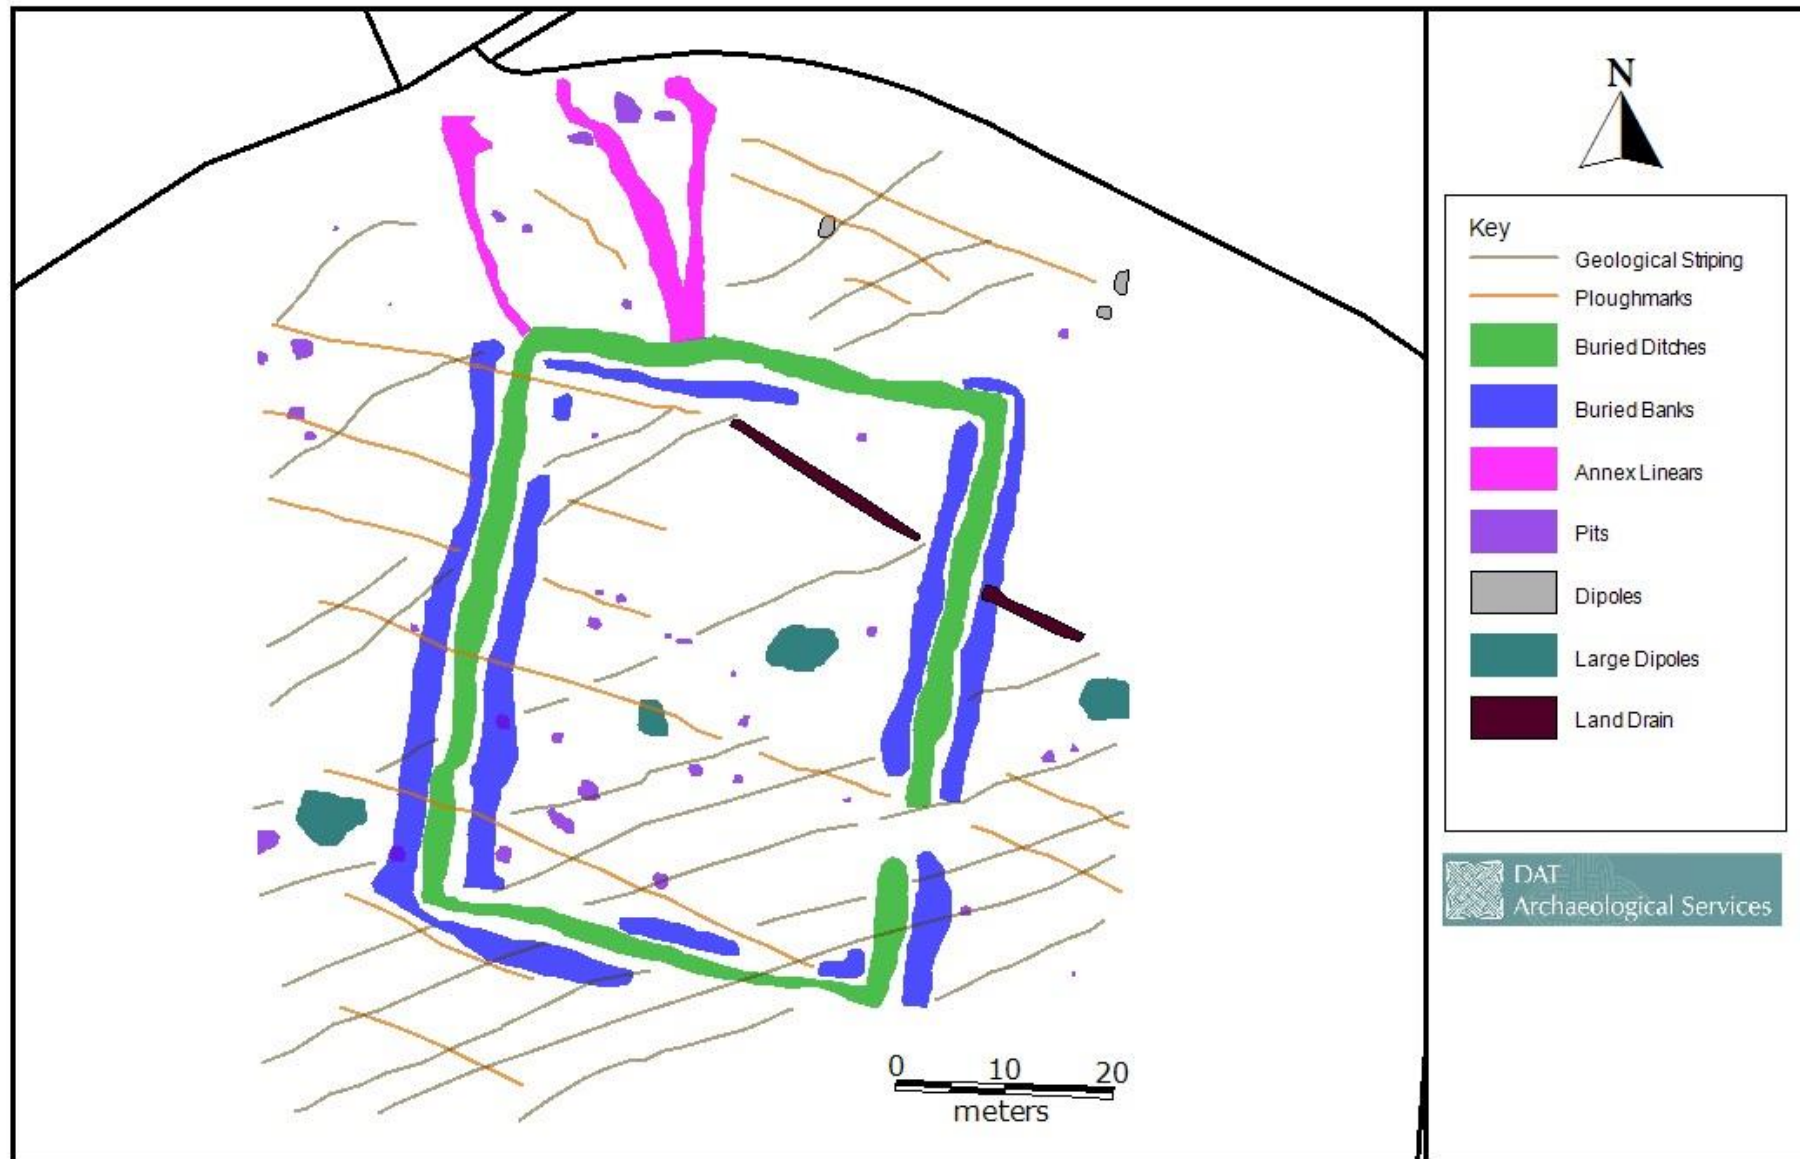 N
Key
Geological Striping
Ploughmarks
Buried Ditches
Buried Banks
Annex Linears
Pits
Dipoles
Large Dipoles
Land Drain
DAT
Archaeological Services
0 10 20
meters